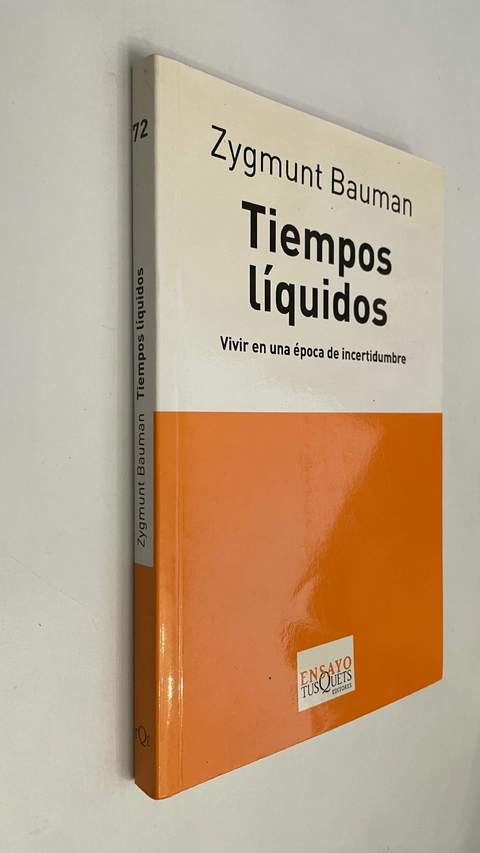 Zygmunt Bauman
Tiempos
líquidos
Vivir en una época de incertidumbre
ENSAYO
TUSQUETS
EDITORES
72
Zygmunt Bauman Tiempos líquidos